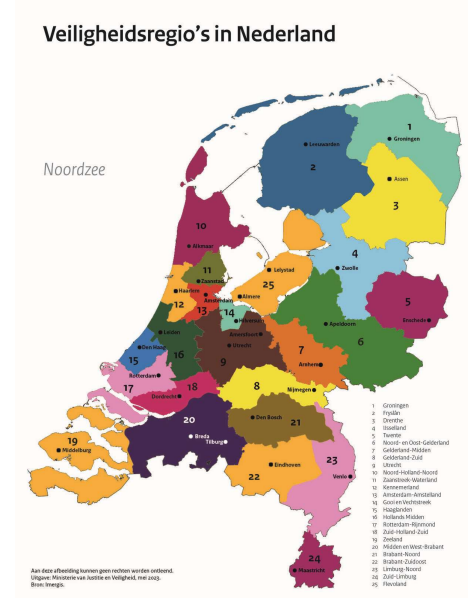 Veiligheidsregio's in Nederland
Noordzee
1
Groningen
Leeuwarden
2
Assen
3
10
Alkmaar
4
Zwolle
11
Zaanstad
Lelystad
25
Haarlem
12
Amsterdam
13
Almere
5
Enschede
14
Hilversum
Apeldoorn
6
Leiden
Amersfoort
Utrecht
Den Haag
15
16
9
7
Arnhem
Rotterdam
17
18
Dordrecht
8
Nijmegen
20
Den Bosch
21
19
Middelburg
Breda
Tilburg
Eindhoven
22
23
Venlo
24
Maastricht
1 Groningen
2 Fryslân
3 Drenthe
4 IJsselland
5 Twente
6 Noord- en Oost-Gelderland
7 Gelderland-Midden
8 Gelderland-Zuid
9 Utrecht
10 Noord-Holland-Noord
11 Zaanstreek-Waterland
12 Kennemerland
13 Amsterdam-Amstelland
14 Gooi en Vechtstreek
15 Haaglanden
16 Hollands Midden
17 Rotterdam-Rijnmond
18 Zuid-Holland-Zuid
19 Zeeland
20 Midden en West-Brabant
21 Brabant-Noord
22 Brabant-Zuidoost
23 Limburg-Noord
24 Zuid-Limburg
25 Flevoland
Aan deze afbeelding kunnen geen rechten worden ontleend.
Uitgave: Ministerie van Justitie en Veiligheid, mei 2023.
Bron: Imergis.